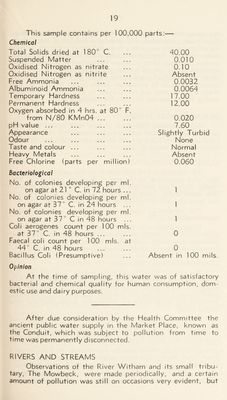 19
This sample contains per 100,000 parts:—
Chemical
Total Solids dried at 180° C. ... 40.00
Suspended Matter ... 0.010
Oxidised Nitrogen as nitrate ... 0.10
Oxidised Nitrogen as nitrite ... Absent
Free Ammonia ... ... ... 0.0032
Albuminoid Ammonia ... ... 0.0064
Temporary Hardness ... ... 17.00
Permanent Hardness ... ... 12.00
Oxygen absorbed in 4 hrs. at 80° F.
from N/80 KMn04 ... ... 0.020
pH value ... ... ... ... 7.60
Appearance ... ... ... Slightly Turbid
Odour ... ... ... ... None
Taste and colour ... ... ... Normal
Heavy Metals ... ... ... Absent
Free Chlorine (parts per million) 0.060
Bacteriological
No. of colonies developing per ml.
on agar at 21° C. in 72 hours ... 1
No. of colonies developing per ml.
on agar at 37° C. in 24 hours ... 1
No. of colonies developing per ml.
on agar at 37° C in 48 hours ... 1
Coli aerogenes count per 100 mls.
at 37° C. in 48 hours ... ... 0
Faecal coli count per 100 mls. at
44° C. in 48 hours ... ... 0
Bacillus Coli (Presumptive) ... Absent in 100 mils.
Opinion
At the time of sampling, this water was of satisfactory
bacterial and chemical quality for human consumption, dom-
estic use and dairy purposes.
After due consideration by the Health Committee the
ancient public water supply in the Market Place, known as
the Conduit, which was subject to pollution from time to
time was permanently disconnected.
RIVERS AND STREAMS
Observations of the River Witham and its small tribu-
tary, The Mowbeck, were made periodically, and a certain
amount of pollution was still on occasions very evident, but